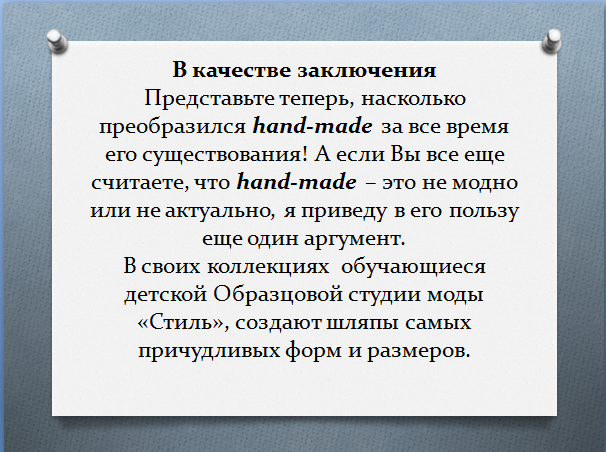 В качестве заключения
Представьте теперь, насколько
преобразился hand-made за все время
его существования! А если Вы все еще
считаете, что hand-made – это не модно
или не актуально, я приведу в его пользу
еще один аргумент.
В своих коллекциях обучающиеся
детской Образцовой студии моды
«Стиль», создают шляпы самых
причудливых форм и размеров.